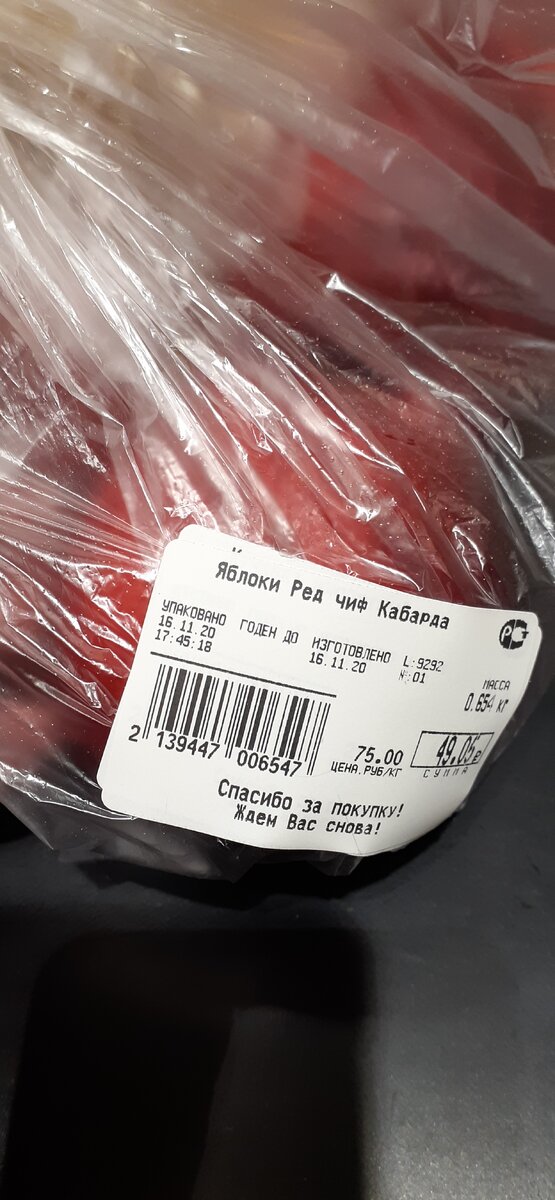 Яблоки Ред чиф Кабарда
УПАКОВАНО ГОДЕН ДО ИЗГОТОВЛЕНО L:9292
16.11.20 16.11.20 №:01
17:45:18
МАССА
0.654 кг
2 139447 006547
75.00 49.05р
ЦЕНА.РУБ/КГ СУММА
Спасибо за покупку!
Ждем Вас снова!